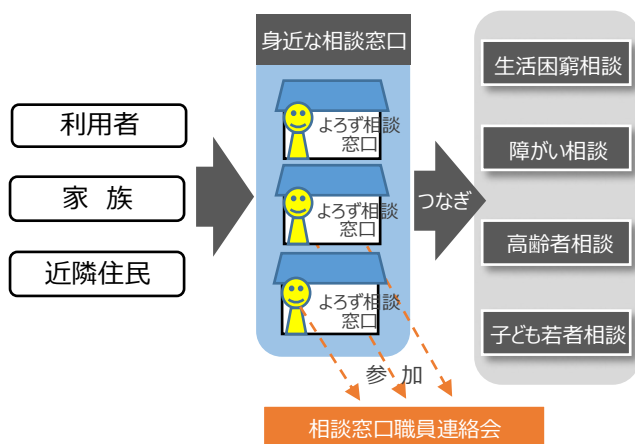 身近な相談窓口
利用者
家 族
近隣住民
よろず相談
窓口
よろず相談
窓口
よろず相談
窓口
つなぎ
生活困窮相談
障がい相談
高齢者相談
子ども若者相談
参 加
相談窓口職員連絡会